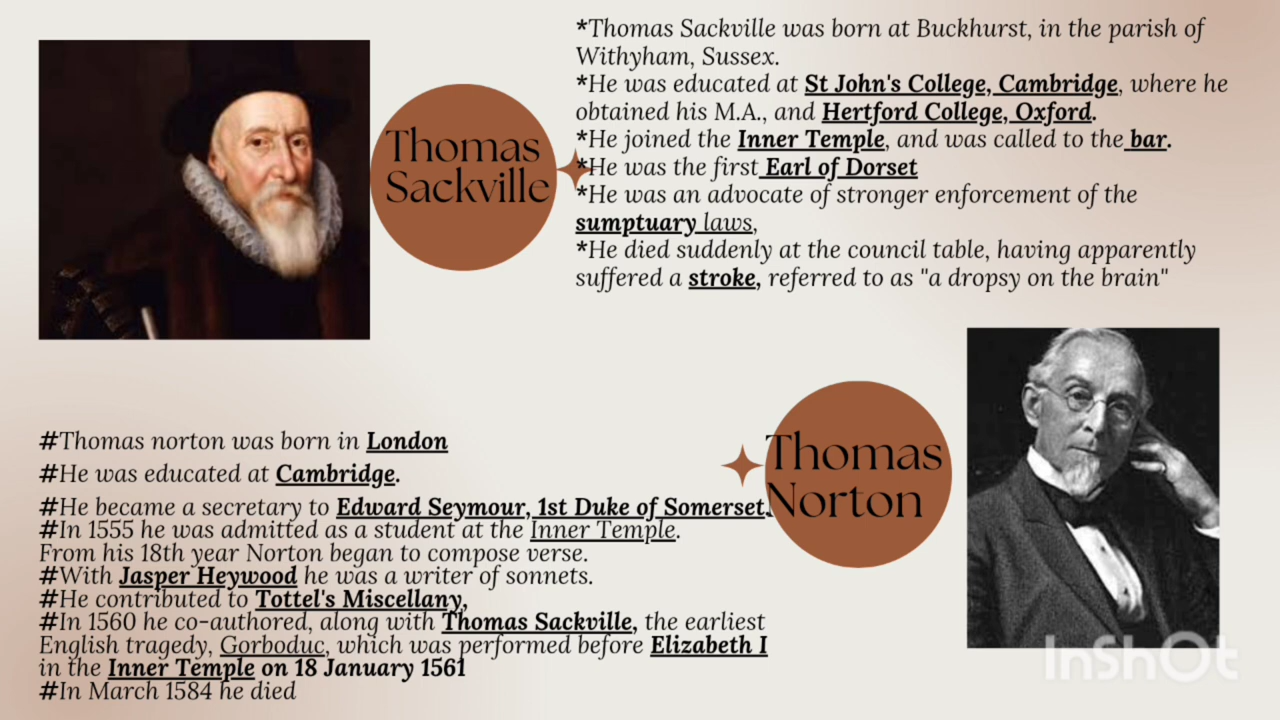 *Thomas Sackville was born at Buckhurst, in the parish of
Withyham, Sussex.
*He was educated at St John's College, Cambridge, where he
obtained his M.A., and Hertford College, Oxford.
*He joined the Inner Temple, and was called to the bar.
*He was the first Earl of Dorset
*He was an advocate of stronger enforcement of the
sumptuary laws,
*He died suddenly at the council table, having apparently
suffered a stroke, referred to as "a dropsy on the brain"
Thomas
Sackville
#Thomas norton was born in London
#He was educated at Cambridge.
#He became a secretary to Edward Seymour, 1st Duke of Somerset.
#In 1555 he was admitted as a student at the Inner Temple.
From his 18th year Norton began to compose verse.
#With Jasper Heywood he was a writer of sonnets.
#He contributed to Tottel's Miscellany,
#In 1560 he co-authored, along with Thomas Sackville, the earliest
English tragedy, Gorboduc, which was performed before Elizabeth I
in the Inner Temple on 18 January 1561
#In March 1584 he died
Thomas
Norton
InShOt